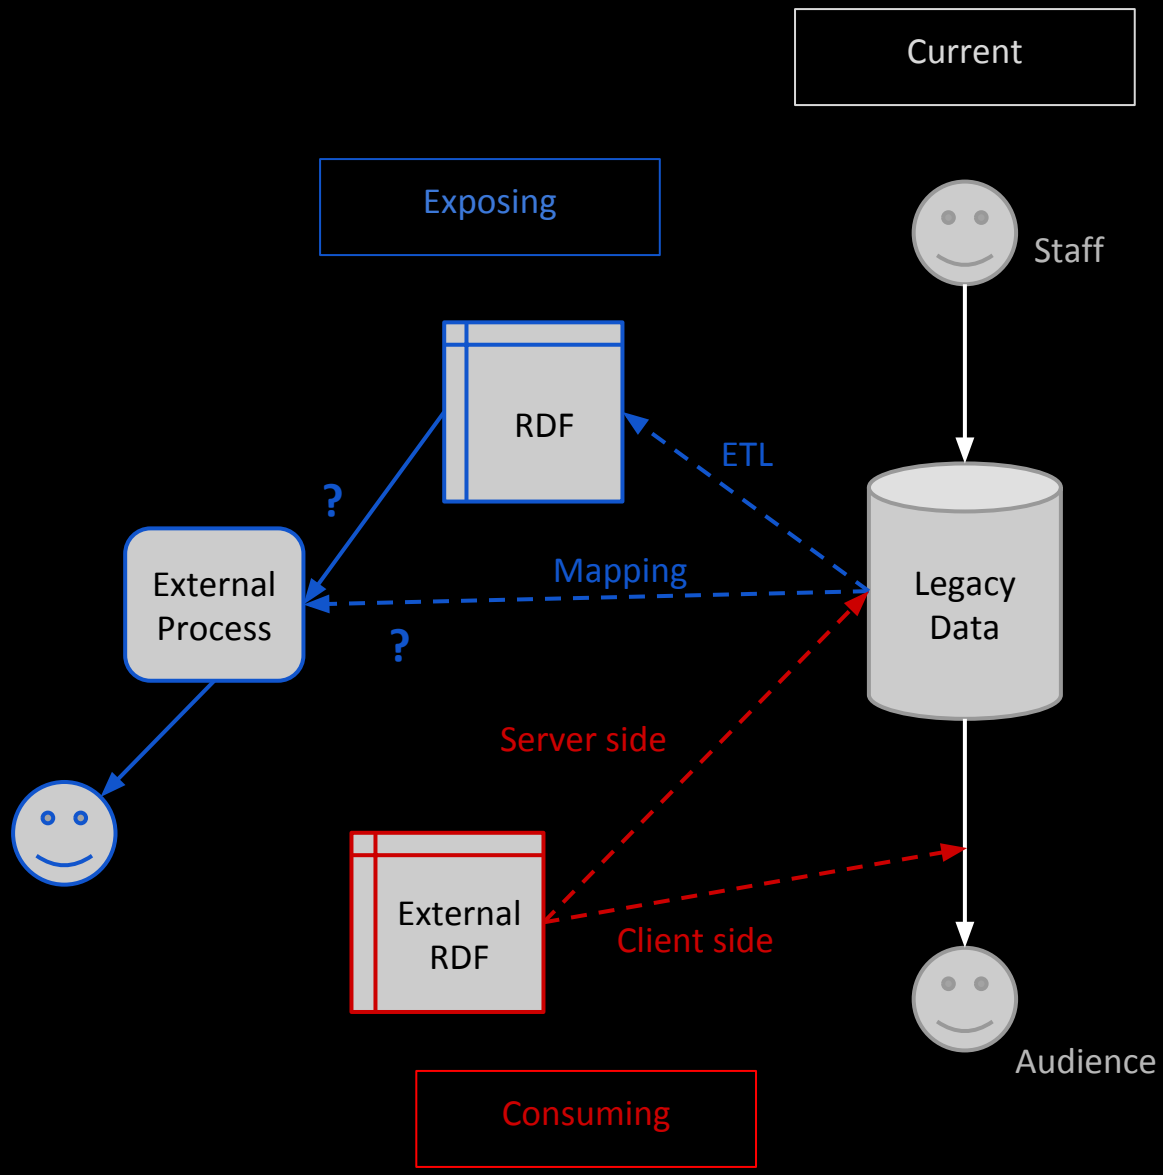 Current
Exposing
Staff
RDF
ETL
?
Mapping
External
Process
Legacy
Data
?
Server side
External
RDF
Client side
Audience
Consuming